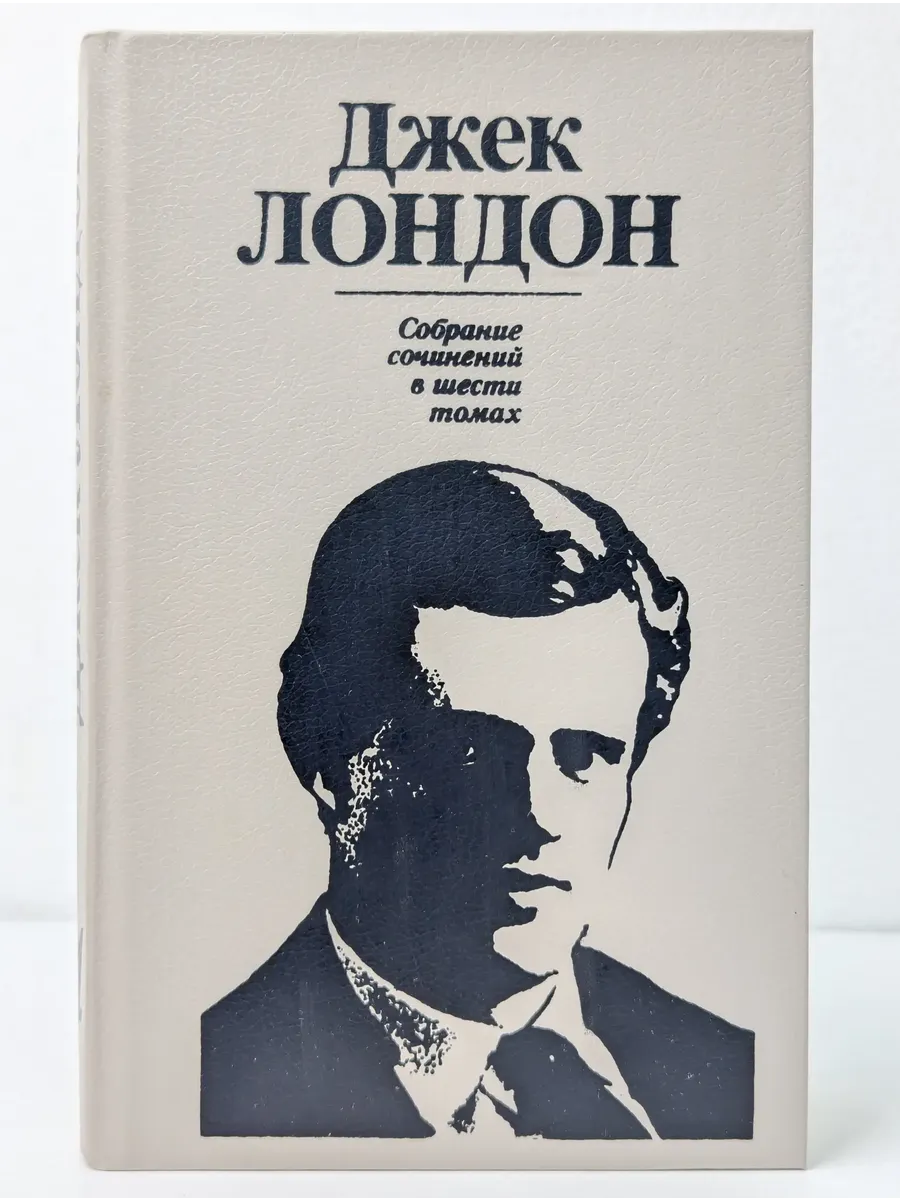 Джек
ЛОНДОН
Собрание
сочинений
в шести
томах